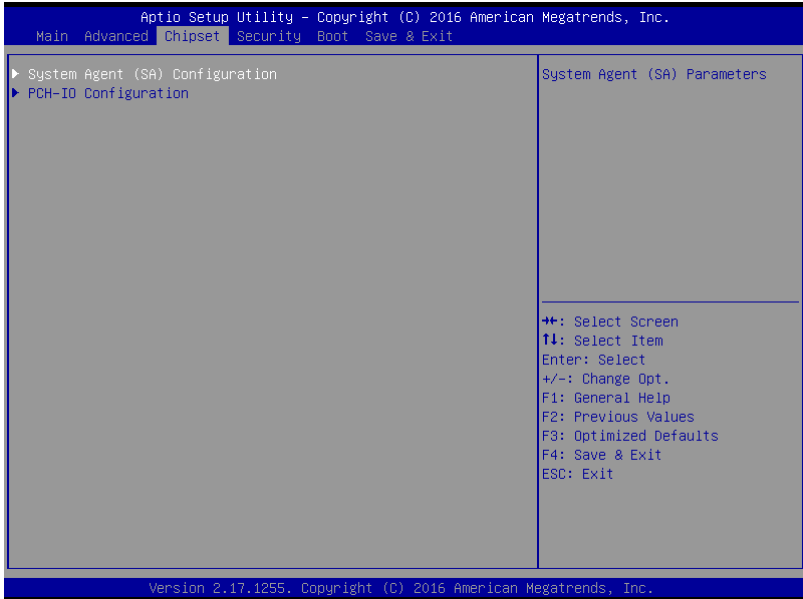 Aptio Setup Utility – Copyright (C) 2016 American Megatrends, Inc.
Main Advanced Chipset Security Boot Save & Exit
▶ System Agent (SA) Configuration
▶ PCH-IO Configuration
System Agent (SA) Parameters
→←: Select Screen
↑↓: Select Item
Enter: Select
+/-: Change Opt.
F1: General Help
F2: Previous Values
F3: Optimized Defaults
F4: Save & Exit
ESC: Exit
Version 2.17.1255. Copyright (C) 2016 American Megatrends, Inc.